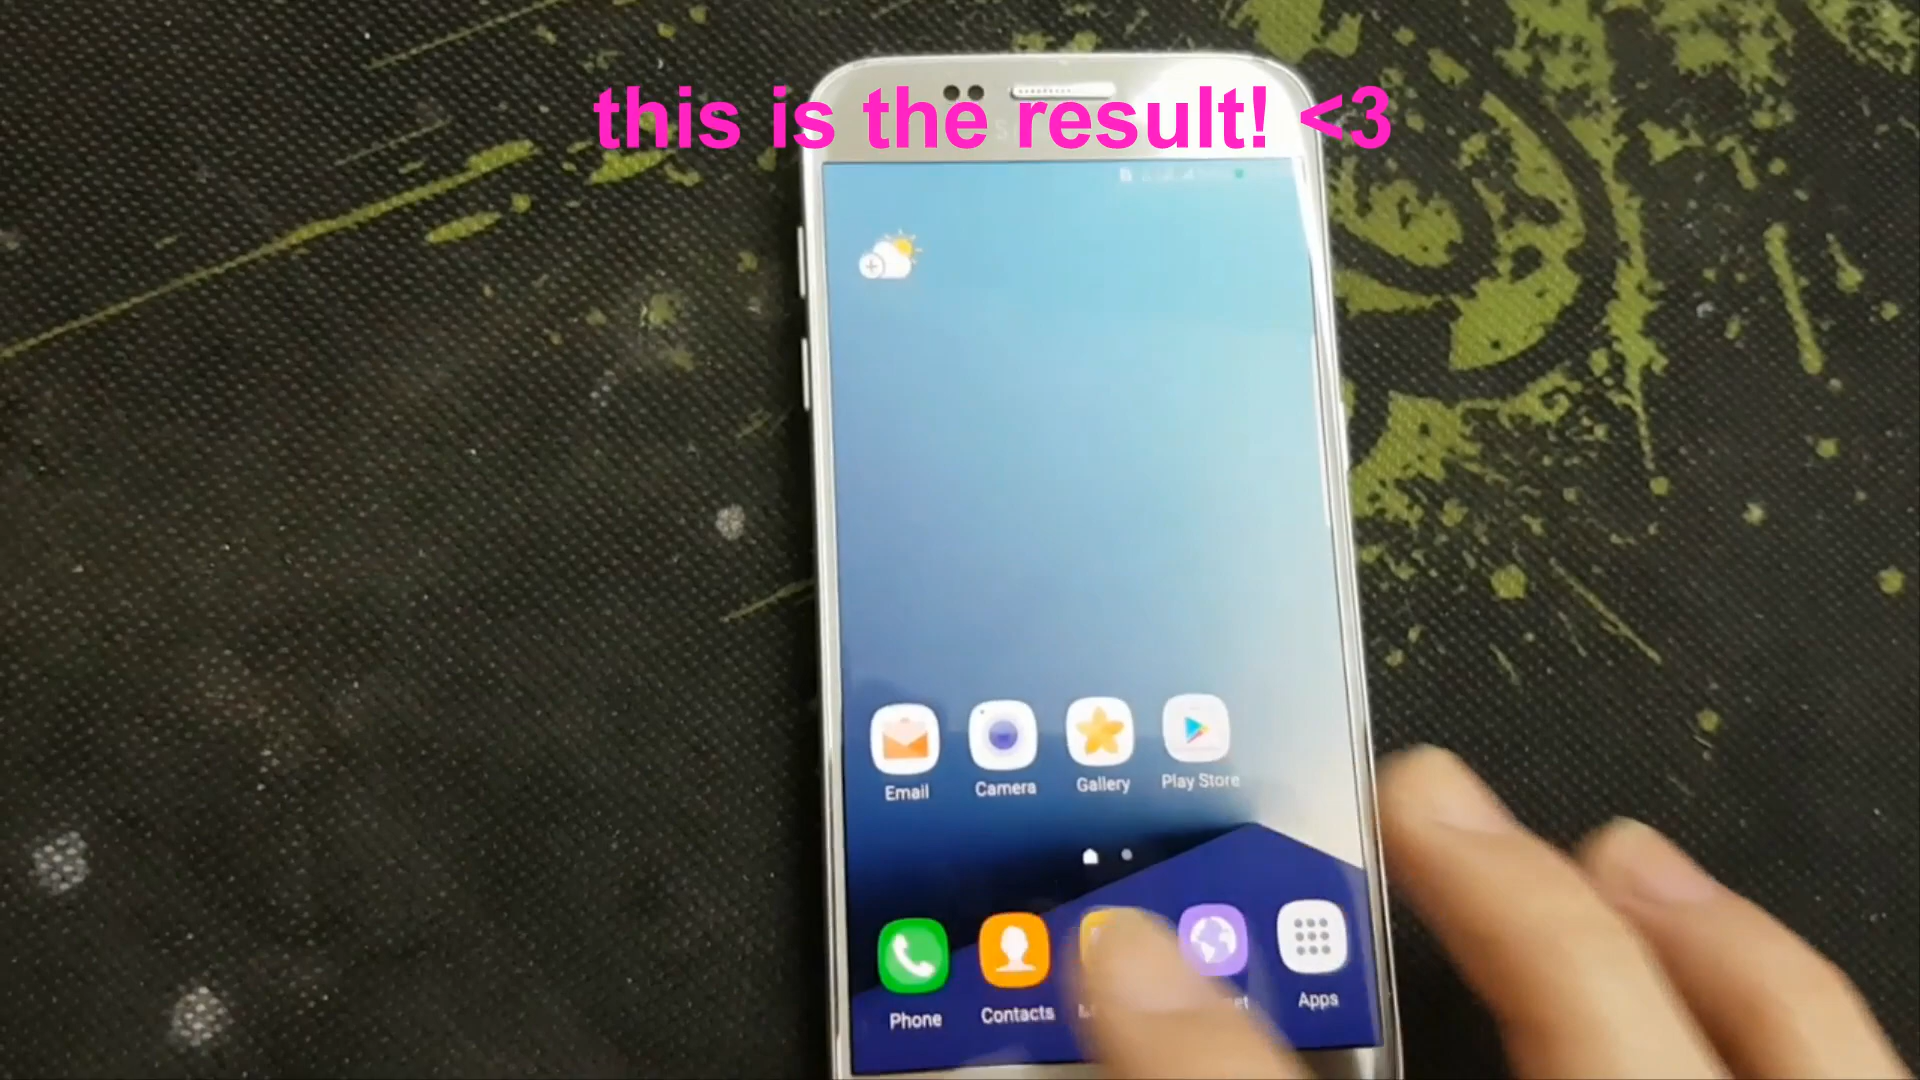 this is the result! <3
Email Camera Gallery Play Store
Phone Contacts Apps